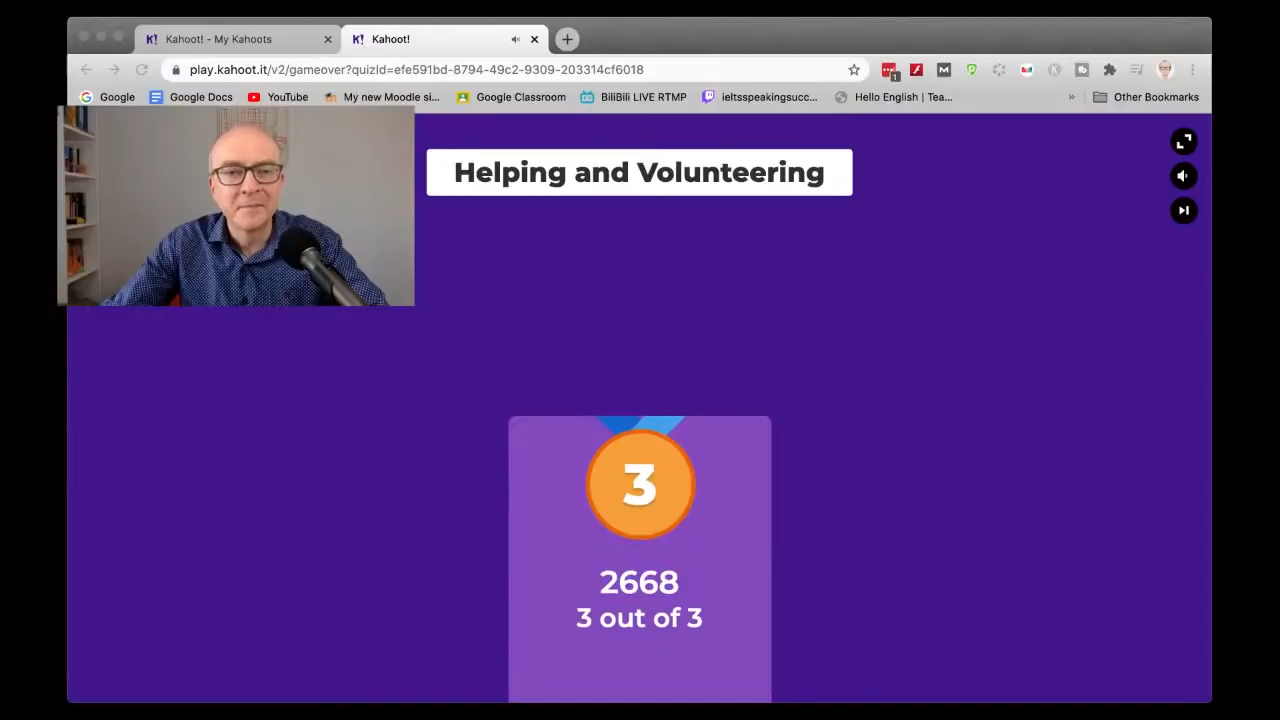 K! Kahoot! - My Kahoots
K! Kahoot!
play.kahoot.it/v2/gameover?quizId=efe591bd-8794-49c2-9309-203314cf6018
1
Google
Google Docs
YouTube
My new Moodle si...
Google Classroom
BiliBili LIVE RTMP
ieltsspeakingsucc...
Hello English | Tea...
»
Other Bookmarks
Helping and Volunteering
3
2668
3 out of 3